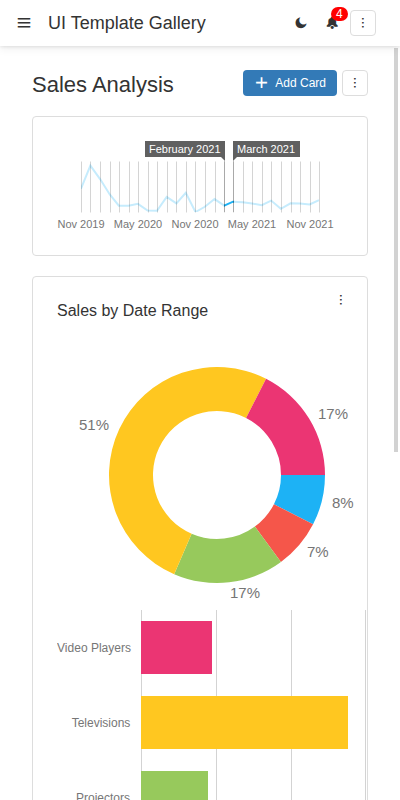 UI Template Gallery
4
Sales Analysis
Add Card
February 2021
March 2021
Nov 2019
May 2020
Nov 2020
May 2021
Nov 2021
Sales by Date Range
51%
17%
8%
7%
17%
Video Players
Televisions
Projectors